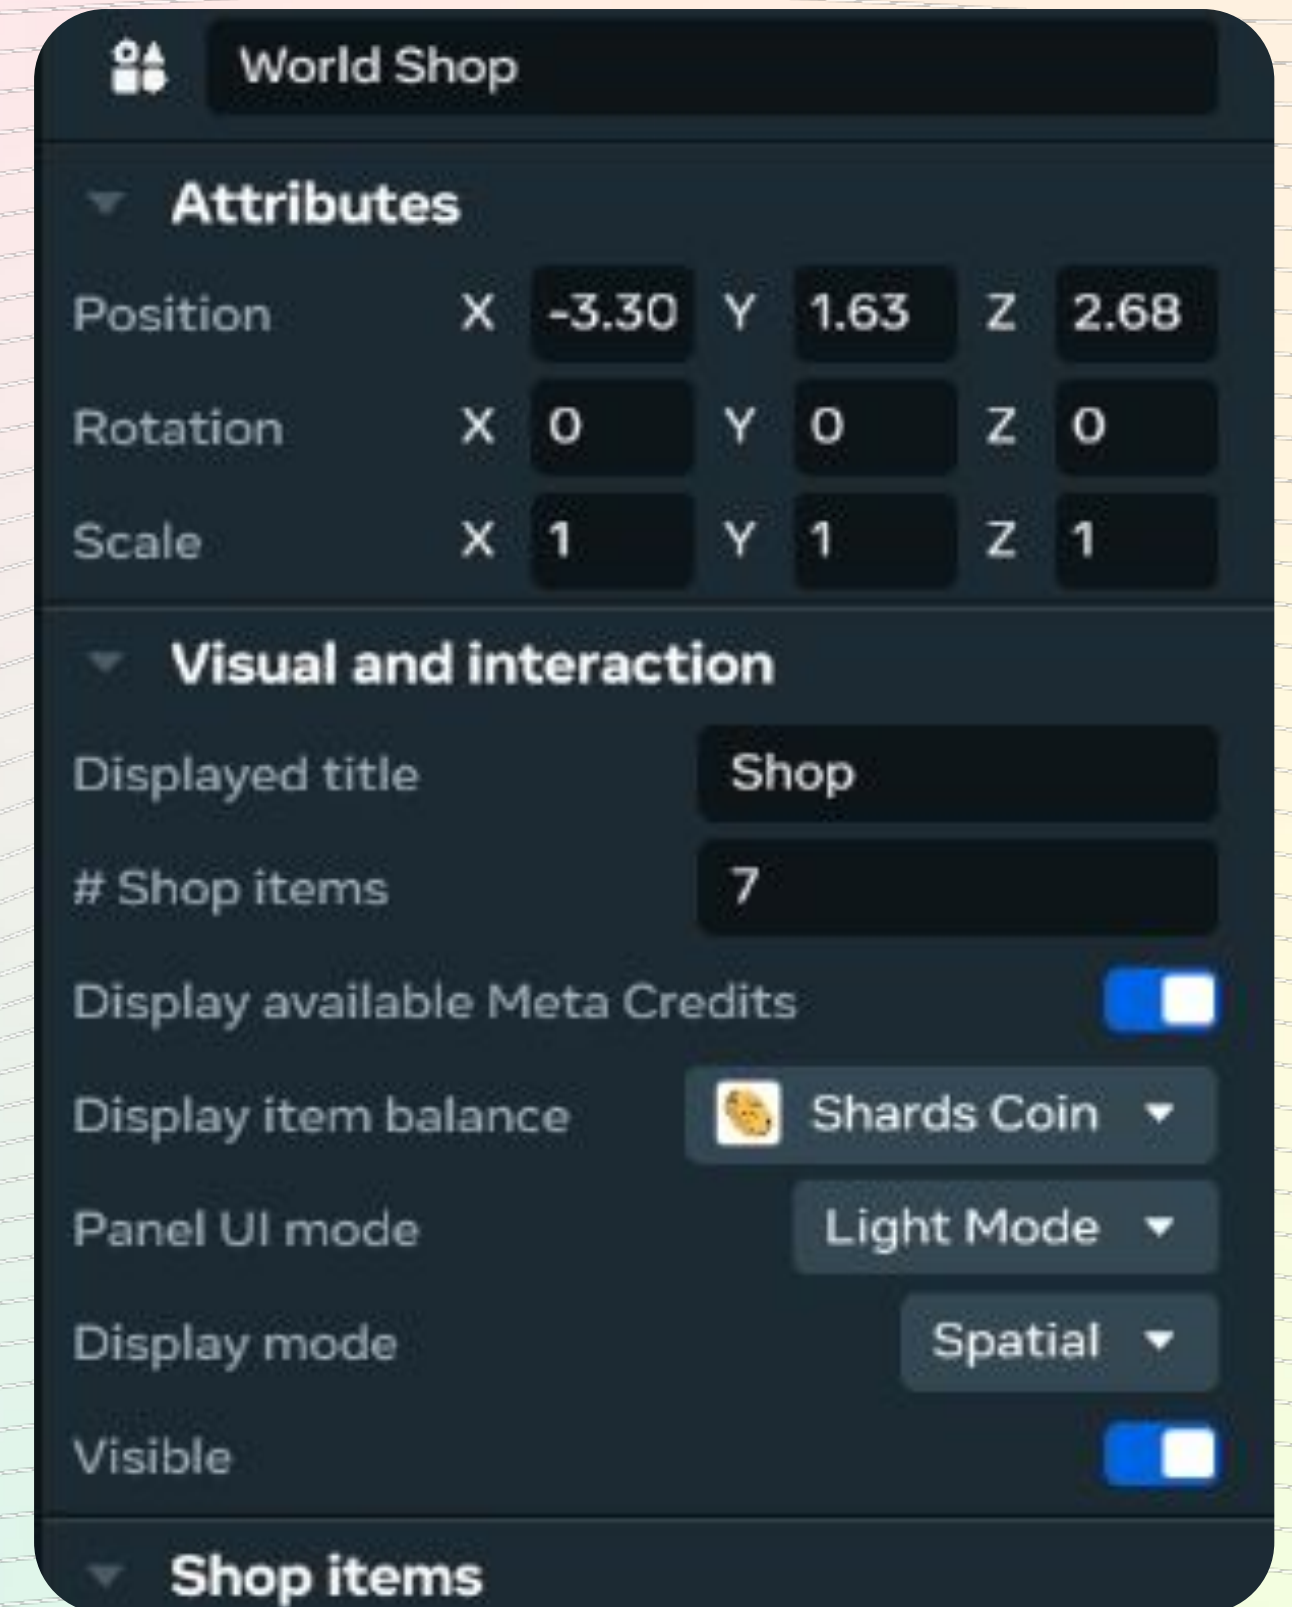 World Shop
Attributes
Position X -3.30 Y 1.63 Z 2.68
Rotation X 0 Y 0 Z 0
Scale X 1 Y 1 Z 1
Visual and interaction
Displayed title Shop
# Shop items 7
Display available Meta Credits
Display item balance Shards Coin
Panel UI mode Light Mode
Display mode Spatial
Visible
Shop items